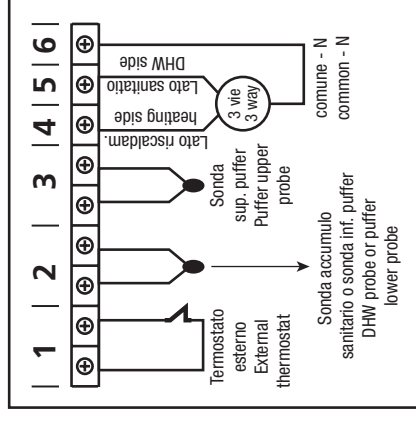 1 2 3 4 5 6
Termostato
esterno
External
thermostat
Sonda accumulo
sanitario o sonda inf. puffer
DHW probe or puffer
lower probe
Sonda
sup. puffer
Puffer upper
probe
Lato riscaldam.
heating side
Lato sanitatio
DHW side
3 vie
3 way
comune - N
common - N